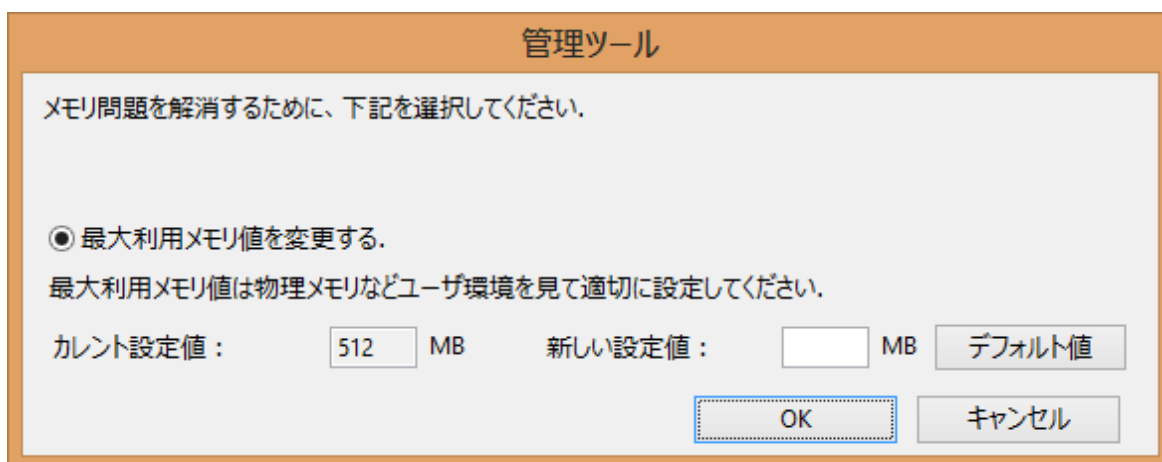 管理ツール
メモリ問題を解消するために、下記を選択してください.
最大利用メモリ値を変更する.
最大利用メモリ値は物理メモリなどユーザ環境を見て適切に設定してください.
カレント設定値： 512 MB 新しい設定値： MB デフォルト値
OK キャンセル